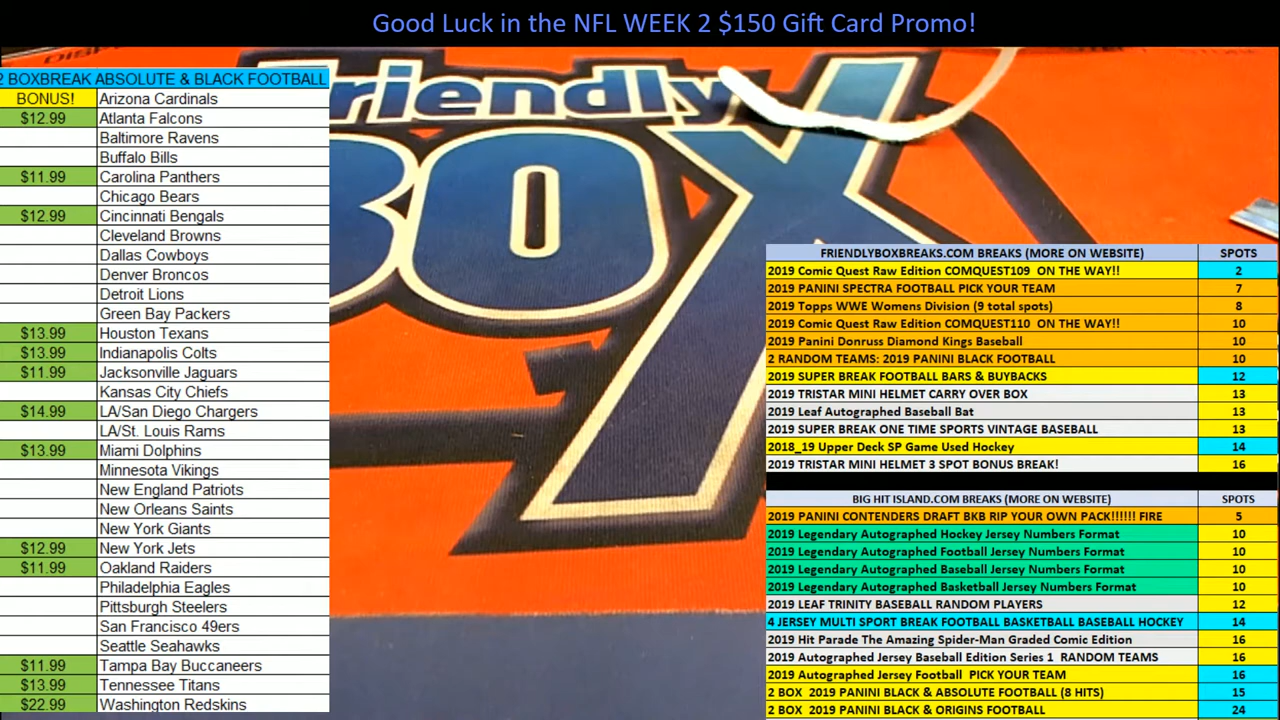 Good Luck in the NFL WEEK 2 $150 Gift Card Promo!
2 BOXBREAK ABSOLUTE & BLACK FOOTBALL
BONUS! Arizona Cardinals
$12.99 Atlanta Falcons
Baltimore Ravens
Buffalo Bills
$11.99 Carolina Panthers
Chicago Bears
$12.99 Cincinnati Bengals
Cleveland Browns
Dallas Cowboys
Denver Broncos
Detroit Lions
Green Bay Packers
$13.99 Houston Texans
$13.99 Indianapolis Colts
$11.99 Jacksonville Jaguars
Kansas City Chiefs
$14.99 LA/San Diego Chargers
LA/St. Louis Rams
$13.99 Miami Dolphins
Minnesota Vikings
New England Patriots
New Orleans Saints
New York Giants
$12.99 New York Jets
$11.99 Oakland Raiders
Philadelphia Eagles
Pittsburgh Steelers
San Francisco 49ers
Seattle Seahawks
$11.99 Tampa Bay Buccaneers
$13.99 Tennessee Titans
$22.99 Washington Redskins
friendly
BOX
FRIENDLYBOXBREAKS.COM BREAKS (MORE ON WEBSITE) SPOTS
2019 Comic Quest Raw Edition COMQUEST109 ON THE WAY!! 2
2019 PANINI SPECTRA FOOTBALL PICK YOUR TEAM 7
2019 Topps WWE Womens Division (9 total spots) 8
2019 Comic Quest Raw Edition COMQUEST110 ON THE WAY!! 10
2019 Panini Donruss Diamond Kings Baseball 10
2 RANDOM TEAMS: 2019 PANINI BLACK FOOTBALL 10
2019 SUPER BREAK FOOTBALL BARS & BUYBACKS 12
2019 TRISTAR MINI HELMET CARRY OVER BOX 13
2019 Leaf Autographed Baseball Bat 13
2019 SUPER BREAK ONE TIME SPORTS VINTAGE BASEBALL 13
2018_19 Upper Deck SP Game Used Hockey 14
2019 TRISTAR MINI HELMET 3 SPOT BONUS BREAK! 16
BIG HIT ISLAND.COM BREAKS (MORE ON WEBSITE) SPOTS
2019 PANINI CONTENDERS DRAFT BKB RIP YOUR OWN PACK!!!!!! FIRE 5
2019 Legendary Autographed Hockey Jersey Numbers Format 10
2019 Legendary Autographed Football Jersey Numbers Format 10
2019 Legendary Autographed Baseball Jersey Numbers Format 10
2019 Legendary Autographed Basketball Jersey Numbers Format 10
2019 LEAF TRINITY BASEBALL RANDOM PLAYERS 12
4 JERSEY MULTI SPORT BREAK FOOTBALL BASKETBALL BASEBALL HOCKEY 14
2019 Hit Parade The Amazing Spider-Man Graded Comic Edition 16
2019 Autographed Jersey Baseball Edition Series 1 RANDOM TEAMS 16
2019 Autographed Jersey Football PICK YOUR TEAM 16
2 BOX 2019 PANINI BLACK & ABSOLUTE FOOTBALL (8 HITS) 15
2 BOX 2019 PANINI BLACK & ORIGINS FOOTBALL 24